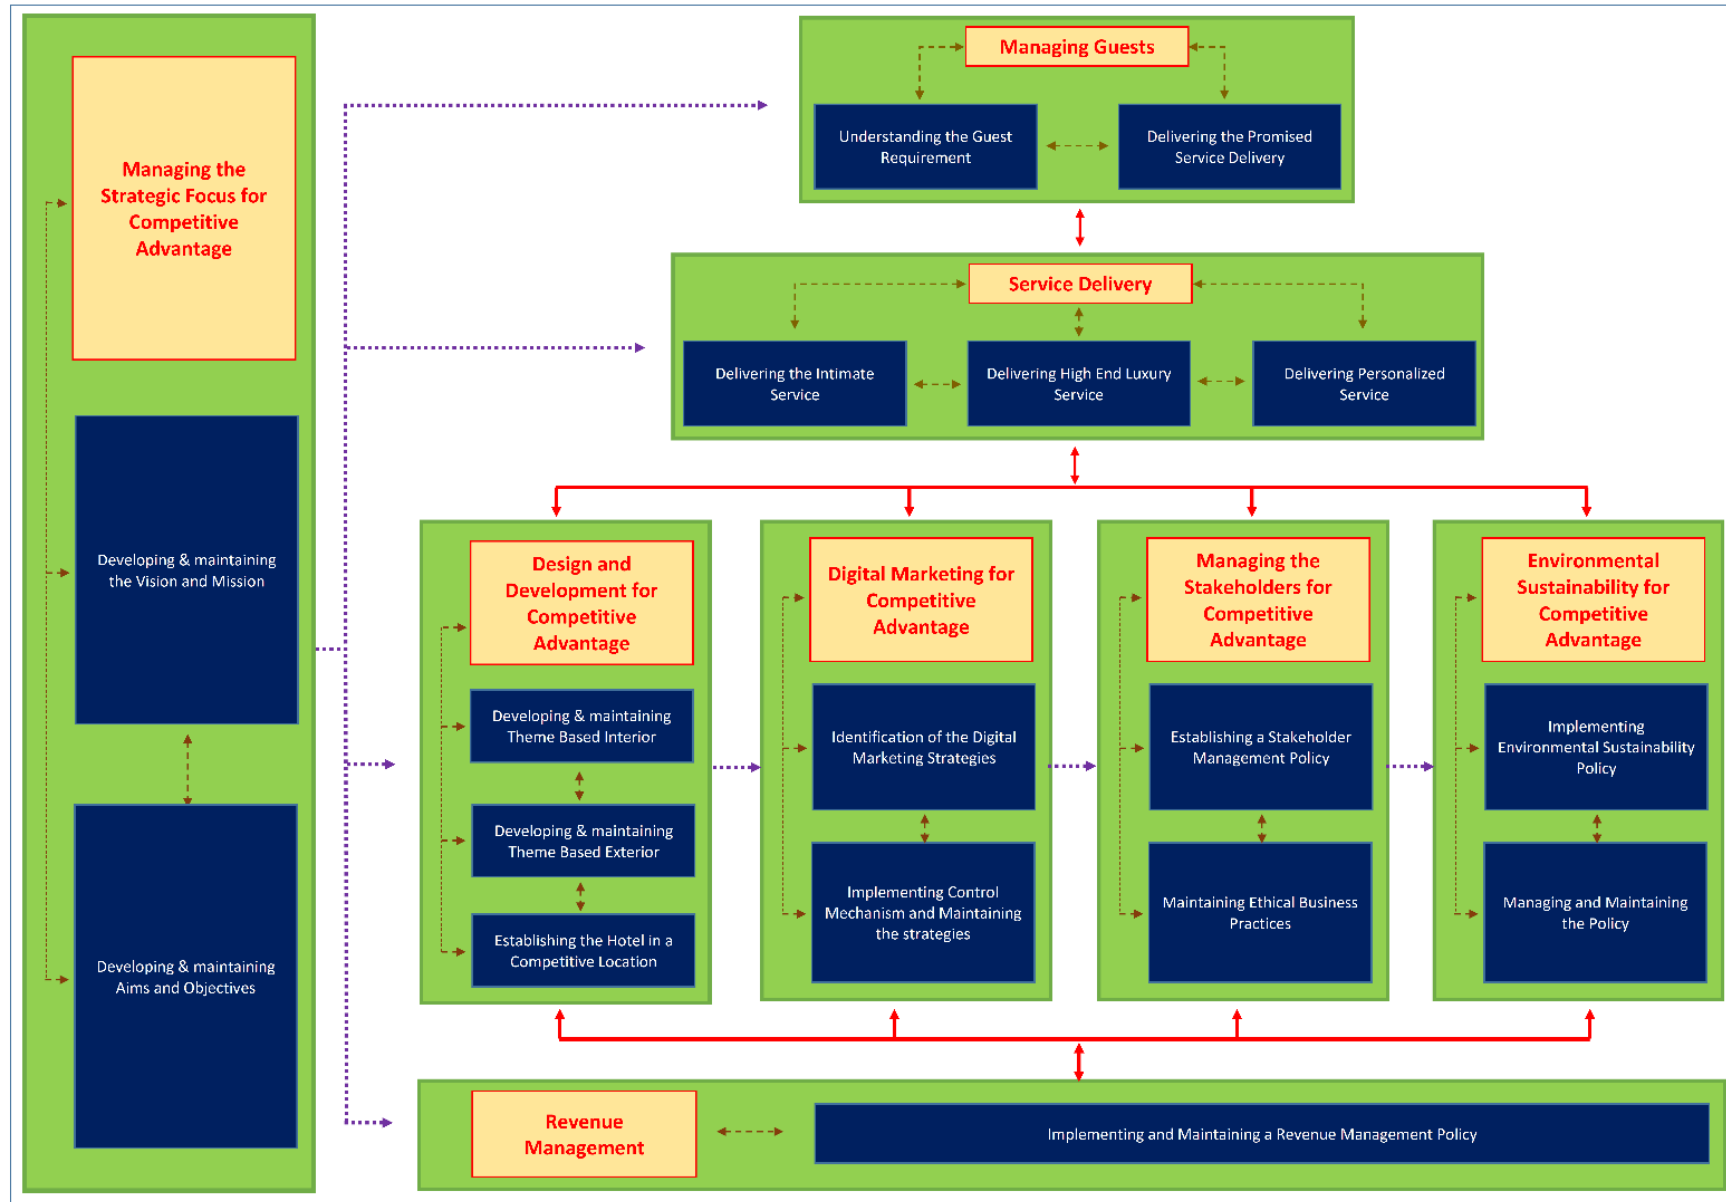 Managing the
Strategic Focus for
Competitive
Advantage
Developing & maintaining
the Vision and Mission
Developing & maintaining
Aims and Objectives
Managing Guests
Understanding the Guest
Requirement
Delivering the Promised
Service Delivery
Service Delivery
Delivering the Intimate
Service
Delivering High End Luxury
Service
Delivering Personalized
Service
Design and
Development for
Competitive
Advantage
Developing & maintaining
Theme Based Interior
Developing & maintaining
Theme Based Exterior
Establishing the Hotel in a
Competitive Location
Digital Marketing for
Competitive
Advantage
Identification of the Digital
Marketing Strategies
Implementing Control
Mechanism and Maintaining
the strategies
Managing the
Stakeholders for
Competitive
Advantage
Establishing a Stakeholder
Management Policy
Maintaining Ethical Business
Practices
Environmental
Sustainability for
Competitive
Advantage
Implementing
Environmental Sustainability
Policy
Managing and Maintaining
the Policy
Revenue
Management
Implementing and Maintaining a Revenue Management Policy